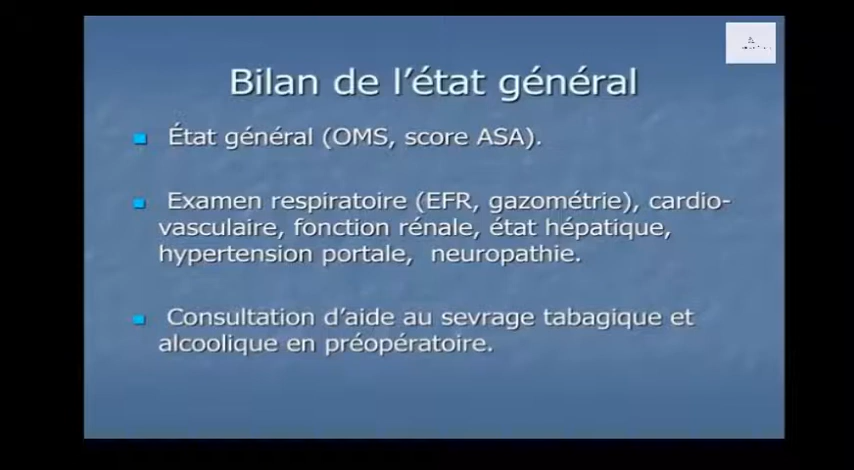 Bilan de l'état général
État général (OMS, score ASA).
Examen respiratoire (EFR, gazométrie), cardio-
vasculaire, fonction rénale, état hépatique,
hypertension portale, neuropathie.
Consultation d'aide au sevrage tabagique et
alcoolique en préopératoire.